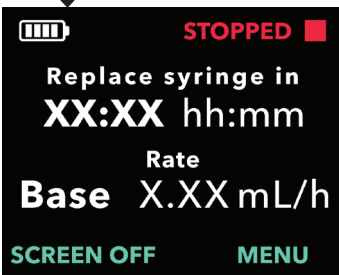 STOPPED
Replace syringe in
XX:XX hh:mm
Rate
Base X.XX mL/h
SCREEN OFF MENU